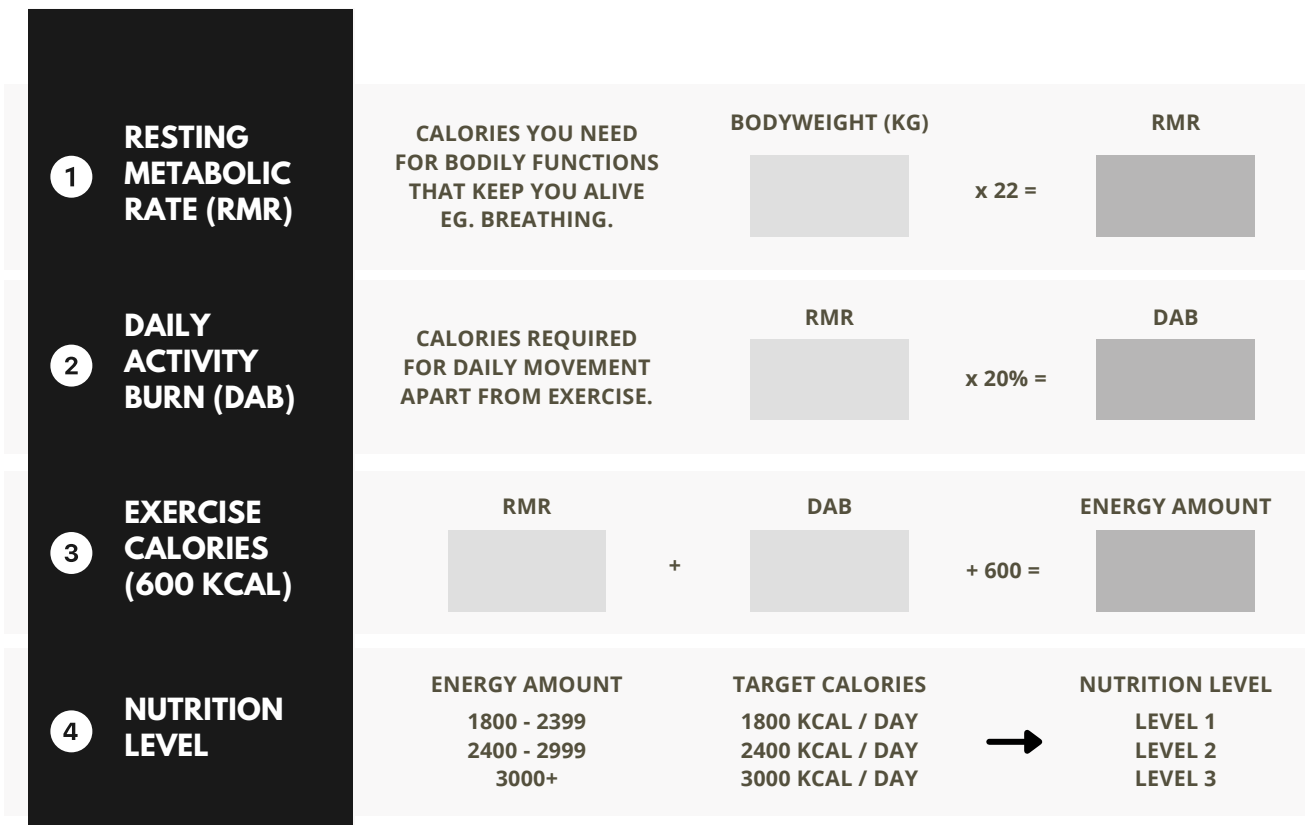 1
RESTING
METABOLIC
RATE (RMR)
CALORIES YOU NEED
FOR BODILY FUNCTIONS
THAT KEEP YOU ALIVE
EG. BREATHING.
BODYWEIGHT (KG)
x 22 =
RMR
2
DAILY
ACTIVITY
BURN (DAB)
CALORIES REQUIRED
FOR DAILY MOVEMENT
APART FROM EXERCISE.
RMR
x 20% =
DAB
3
EXERCISE
CALORIES
(600 KCAL)
RMR
+
DAB
+ 600 =
ENERGY AMOUNT
4
NUTRITION
LEVEL
ENERGY AMOUNT
1800 - 2399
2400 - 2999
3000+
TARGET CALORIES
1800 KCAL / DAY
2400 KCAL / DAY
3000 KCAL / DAY
NUTRITION LEVEL
LEVEL 1
LEVEL 2
LEVEL 3